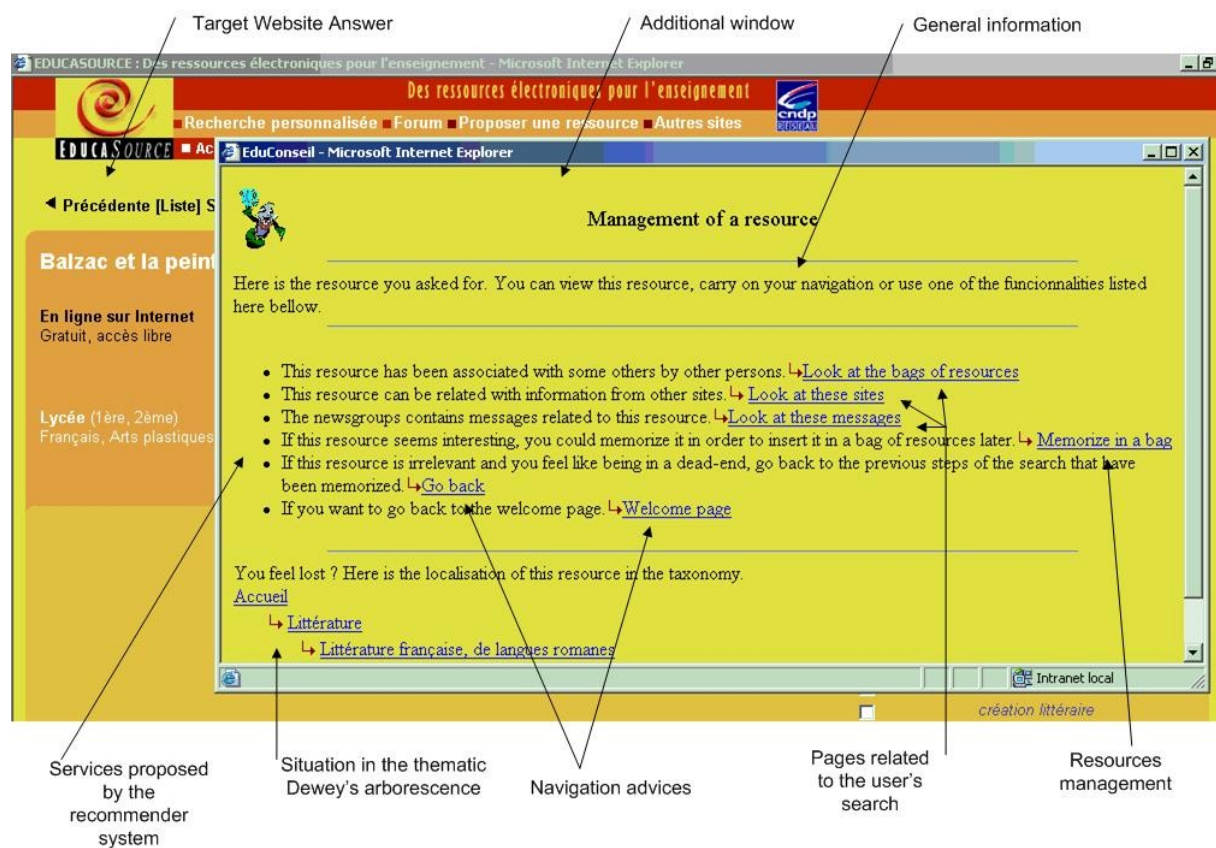 Target Website Answer
Additional window
General information
EDUCASOURCE : Des ressources électroniques pour l'enseignement - Microsoft Internet Explorer
Des ressources électroniques pour l'enseignement
cndp
RÉSEAU
Recherche personnalisée Forum Proposer une ressource Autres sites
EDUCASOURCE Ac
EduConseil - Microsoft Internet Explorer
Précédente [Liste] S
Management of a resource
Balzac et la peint
Here is the resource you asked for. You can view this resource, carry on your navigation or use one of the funcionnalities listed
here bellow.
En ligne sur Internet
Gratuit, accès libre
• This resource has been associated with some others by other persons. Look at the bags of resources
• This resource can be related with information from other sites. Look at these sites
• The newsgroups contains messages related to this resource. Look at these messages
Lycée (1ère, 2ème)
Français, Arts plastiques
• If this resource seems interesting, you could memorize it in order to insert it in a bag of resources later. Memorize in a bag
• If this resource is irrelevant and you feel like being in a dead-end, go back to the previous steps of the search that have
been memorized. Go back
• If you want to go back to the welcome page. Welcome page
You feel lost ? Here is the localisation of this resource in the taxonomy.
Accueil
Littérature
Littérature française, de langues romanes
Intranet local
création littéraire
Services proposed
by the
recommender
system
Situation in the thematic
Dewey's arborescence
Navigation advices
Pages related
to the user's
search
Resources
management